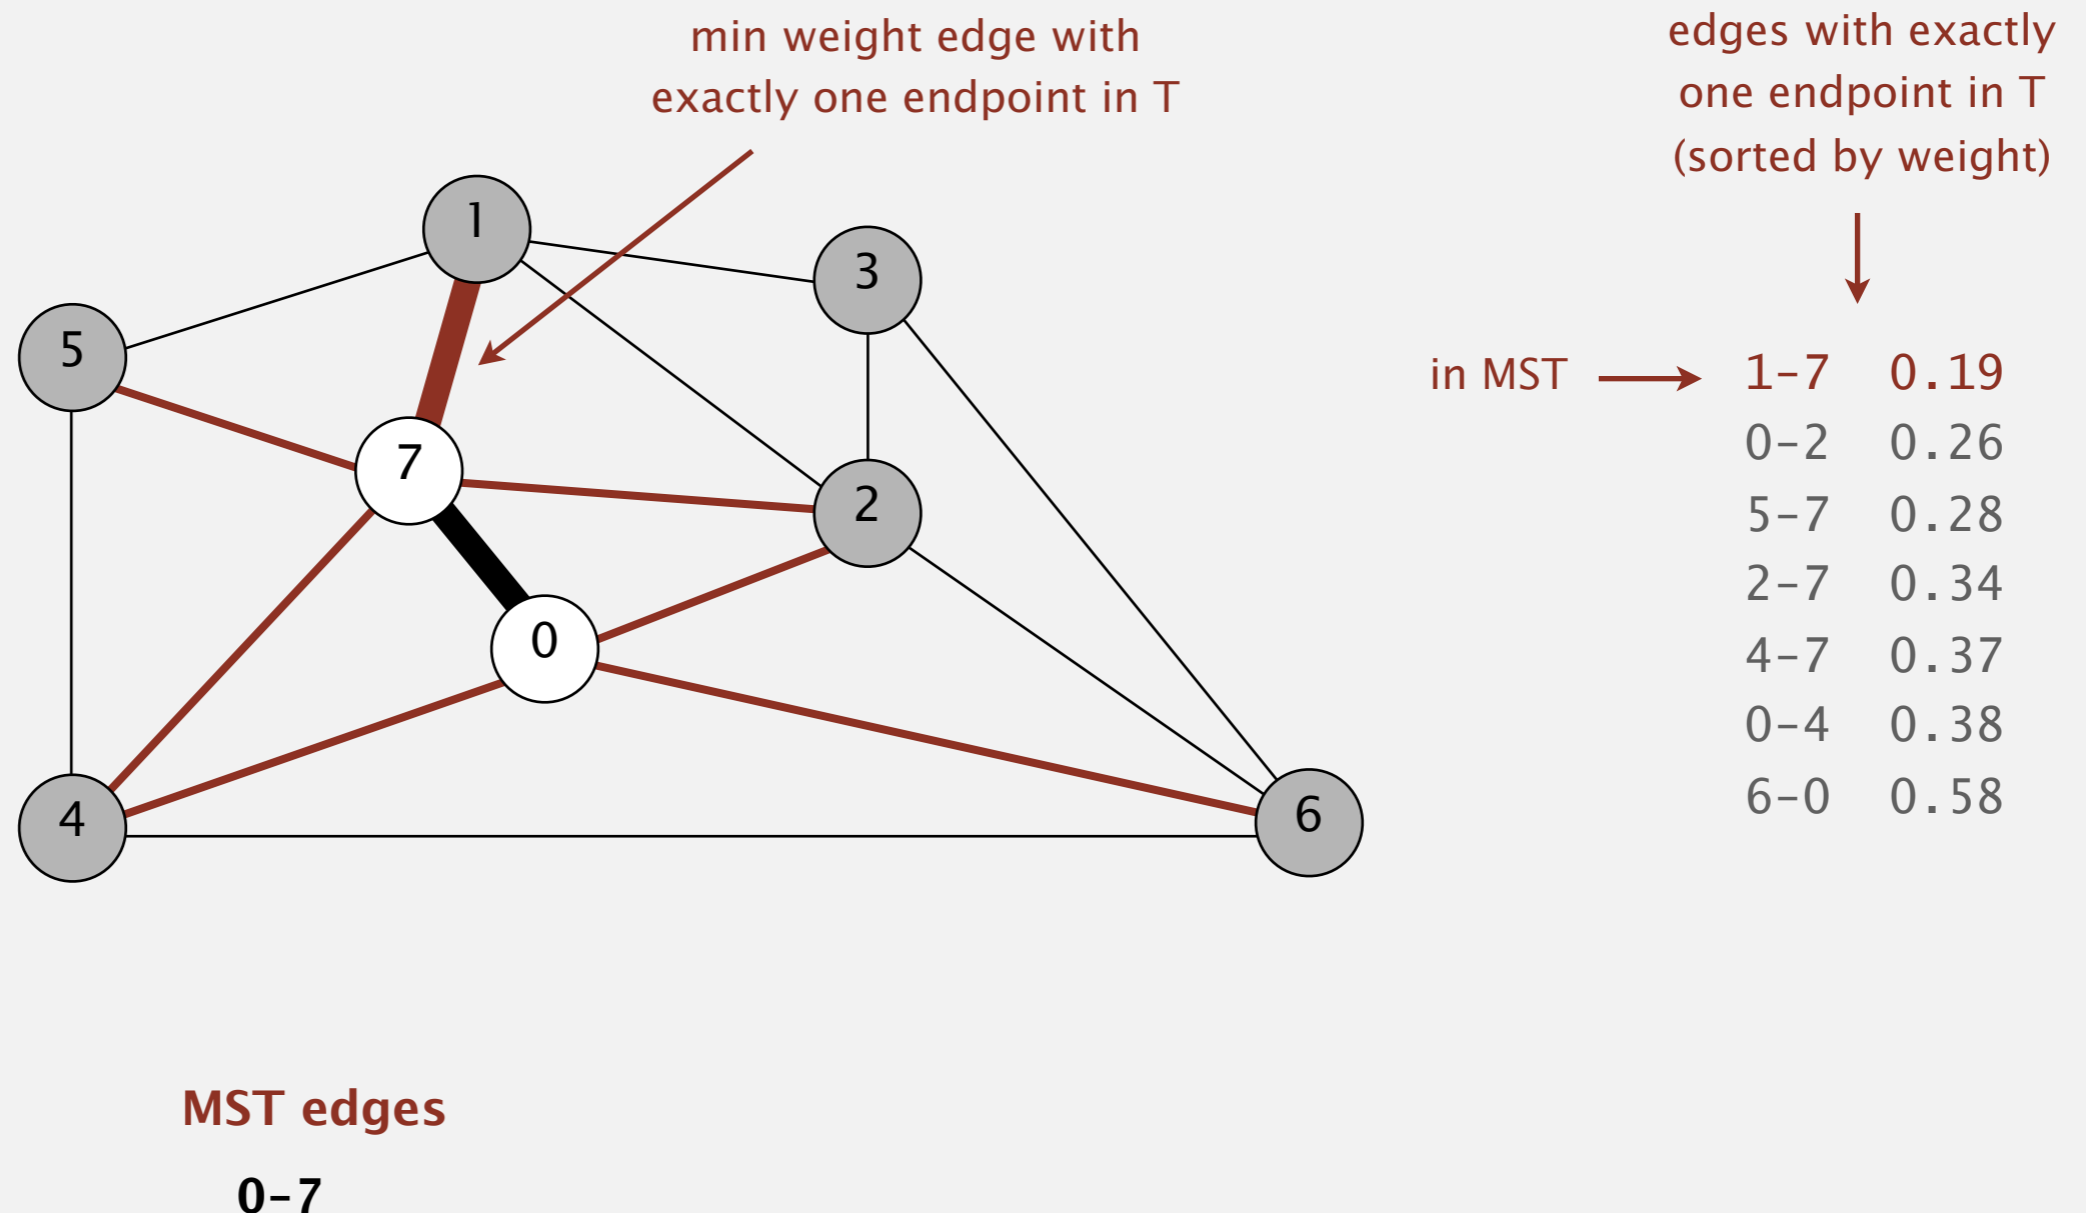 min weight edge with
exactly one endpoint in T
edges with exactly
one endpoint in T
(sorted by weight)
1
3
5
7
2
0
4
6
in MST
1-7 0.19
0-2 0.26
5-7 0.28
2-7 0.34
4-7 0.37
0-4 0.38
6-0 0.58
MST edges
0-7